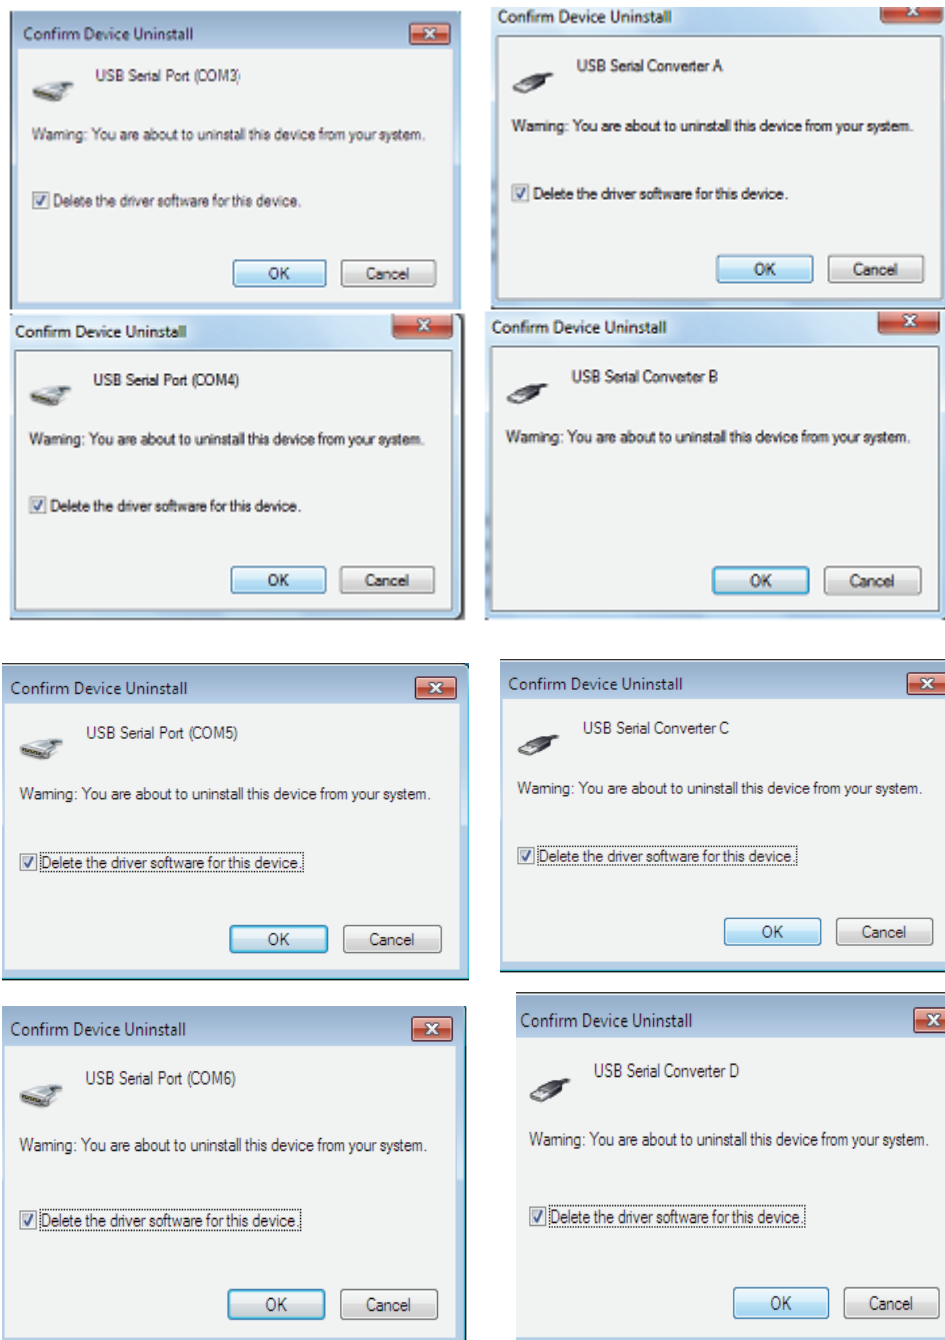 Confirm Device Uninstall
USB Serial Port (COM3)
Warning: You are about to uninstall this device from your system.
Delete the driver software for this device.
OK
Cancel
Confirm Device Uninstall
USB Serial Converter A
Warning: You are about to uninstall this device from your system.
Delete the driver software for this device.
OK
Cancel
Confirm Device Uninstall
USB Serial Port (COM4)
Warning: You are about to uninstall this device from your system.
Delete the driver software for this device.
OK
Cancel
Confirm Device Uninstall
USB Serial Converter B
Warning: You are about to uninstall this device from your system.
OK
Cancel
Confirm Device Uninstall
USB Serial Port (COM5)
Warning: You are about to uninstall this device from your system.
Delete the driver software for this device.
OK
Cancel
Confirm Device Uninstall
USB Serial Converter C
Warning: You are about to uninstall this device from your system.
Delete the driver software for this device.
OK
Cancel
Confirm Device Uninstall
USB Serial Port (COM6)
Warning: You are about to uninstall this device from your system.
Delete the driver software for this device.
OK
Cancel
Confirm Device Uninstall
USB Serial Converter D
Warning: You are about to uninstall this device from your system.
Delete the driver software for this device.
OK
Cancel